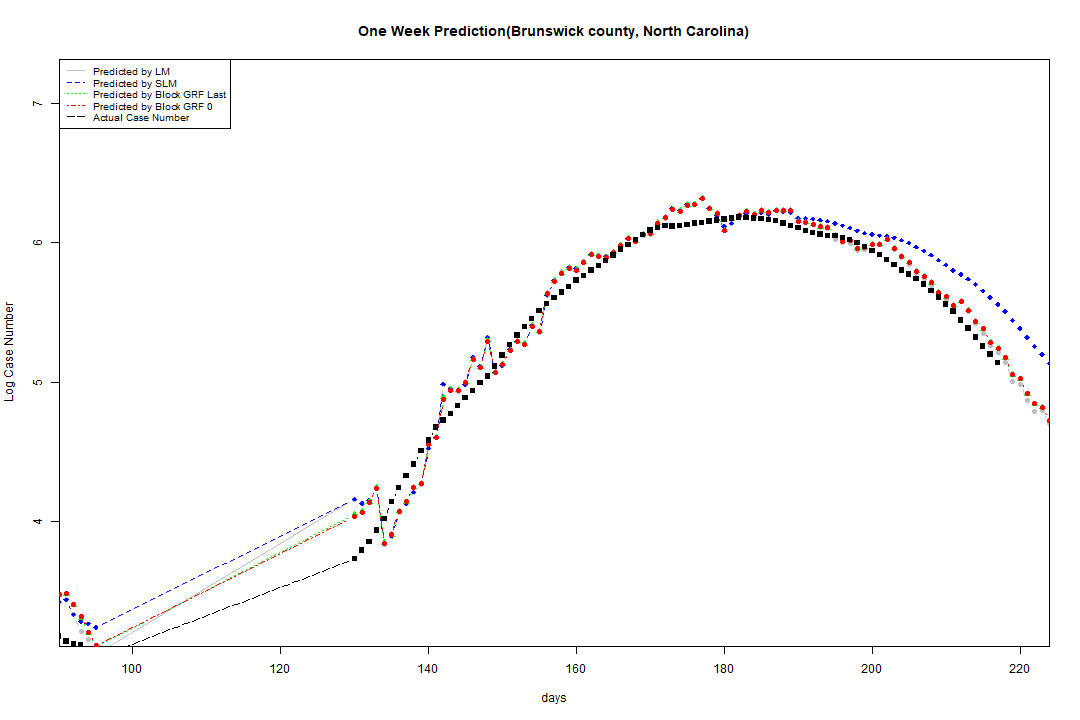 One Week Prediction(Brunswick county, North Carolina)
Predicted by LM
Predicted by SLM
Predicted by Block GRF Last
Predicted by Block GRF 0
Actual Case Number
7
6
5
4
Log Case Number
100 120 140 160 180 200 220
days